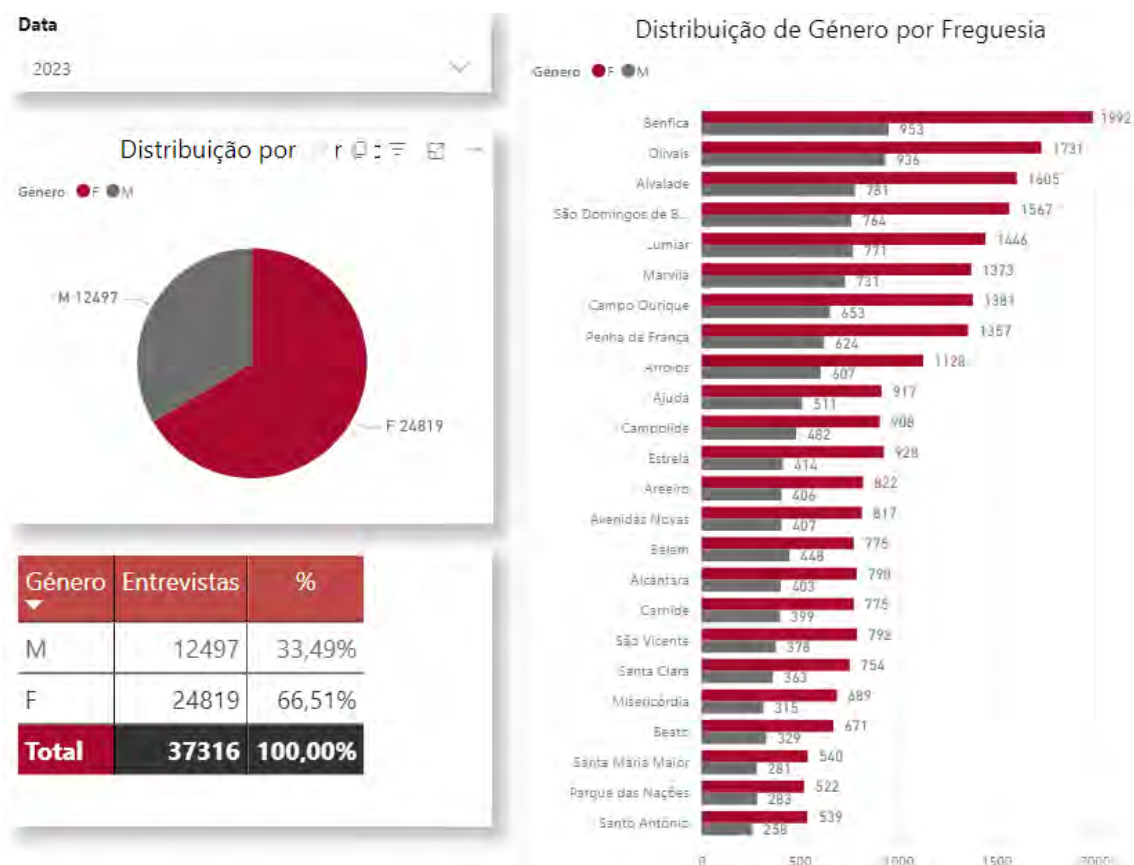 Data
2023
Distribuição por
Género F M
M 12497
F 24819
Género Entrevistas %
M 12497 33,49%
F 24819 66,51%
Total 37316 100,00%
Distribuição de Género por Freguesia
Género F M
Benfica 1992
953
Olivais 1731
936
Alvalade 1605
781
São Domingos de B... 1567
764
Lumiar 1446
771
Marvila 1373
731
Campo Ourique 1381
653
Penha de França 1357
624
Arroios 1128
607
Ajuda 917
511
Campolide 908
482
Estrela 928
414
Areeiro 822
406
Avenidas Novas 817
407
Belém
448
Alcântara
403
Carnide
399
São Vicente
378
Santa Clara 754
363
Misericórdia 689
315
Beato 671
329
Santa Maria Maior 540
281
Parque das Nações 522
283
Santo António 539
258
0 500 1000 1500 2000